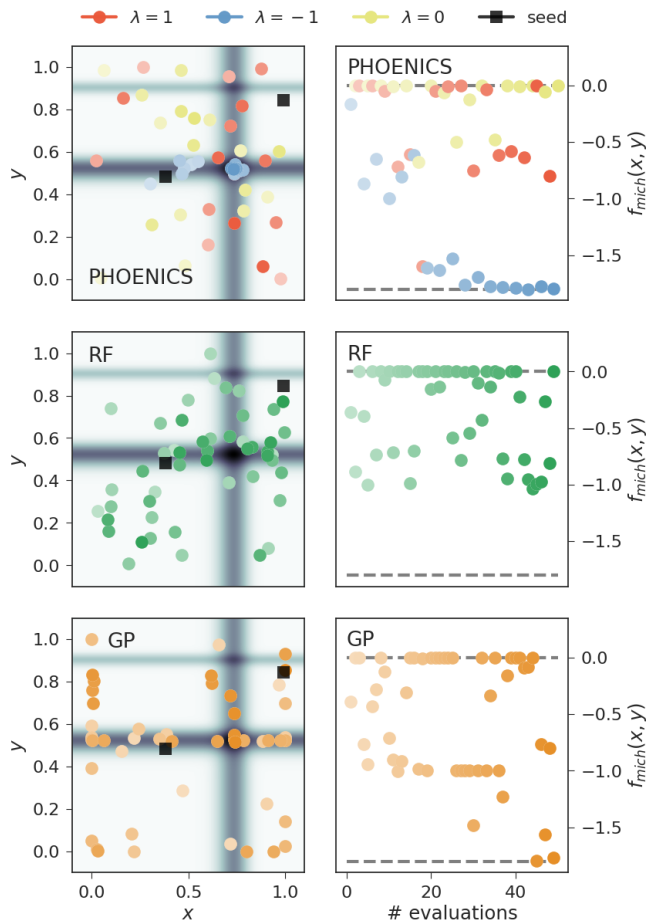 λ = 1 λ = −1 λ = 0 seed
1.0
0.8
0.6
0.4
0.2
0.0
y
PHOENICS
PHOENICS
0.0
−0.5
−1.0
−1.5
f_mich(x, y)
1.0
0.8
0.6
0.4
0.2
0.0
y
RF
RF
0.0
−0.5
−1.0
−1.5
f_mich(x, y)
1.0
0.8
0.6
0.4
0.2
0.0
y
GP
0.0 0.5 1.0
x
GP
0.0
−0.5
−1.0
−1.5
f_mich(x, y)
0 20 40
# evaluations